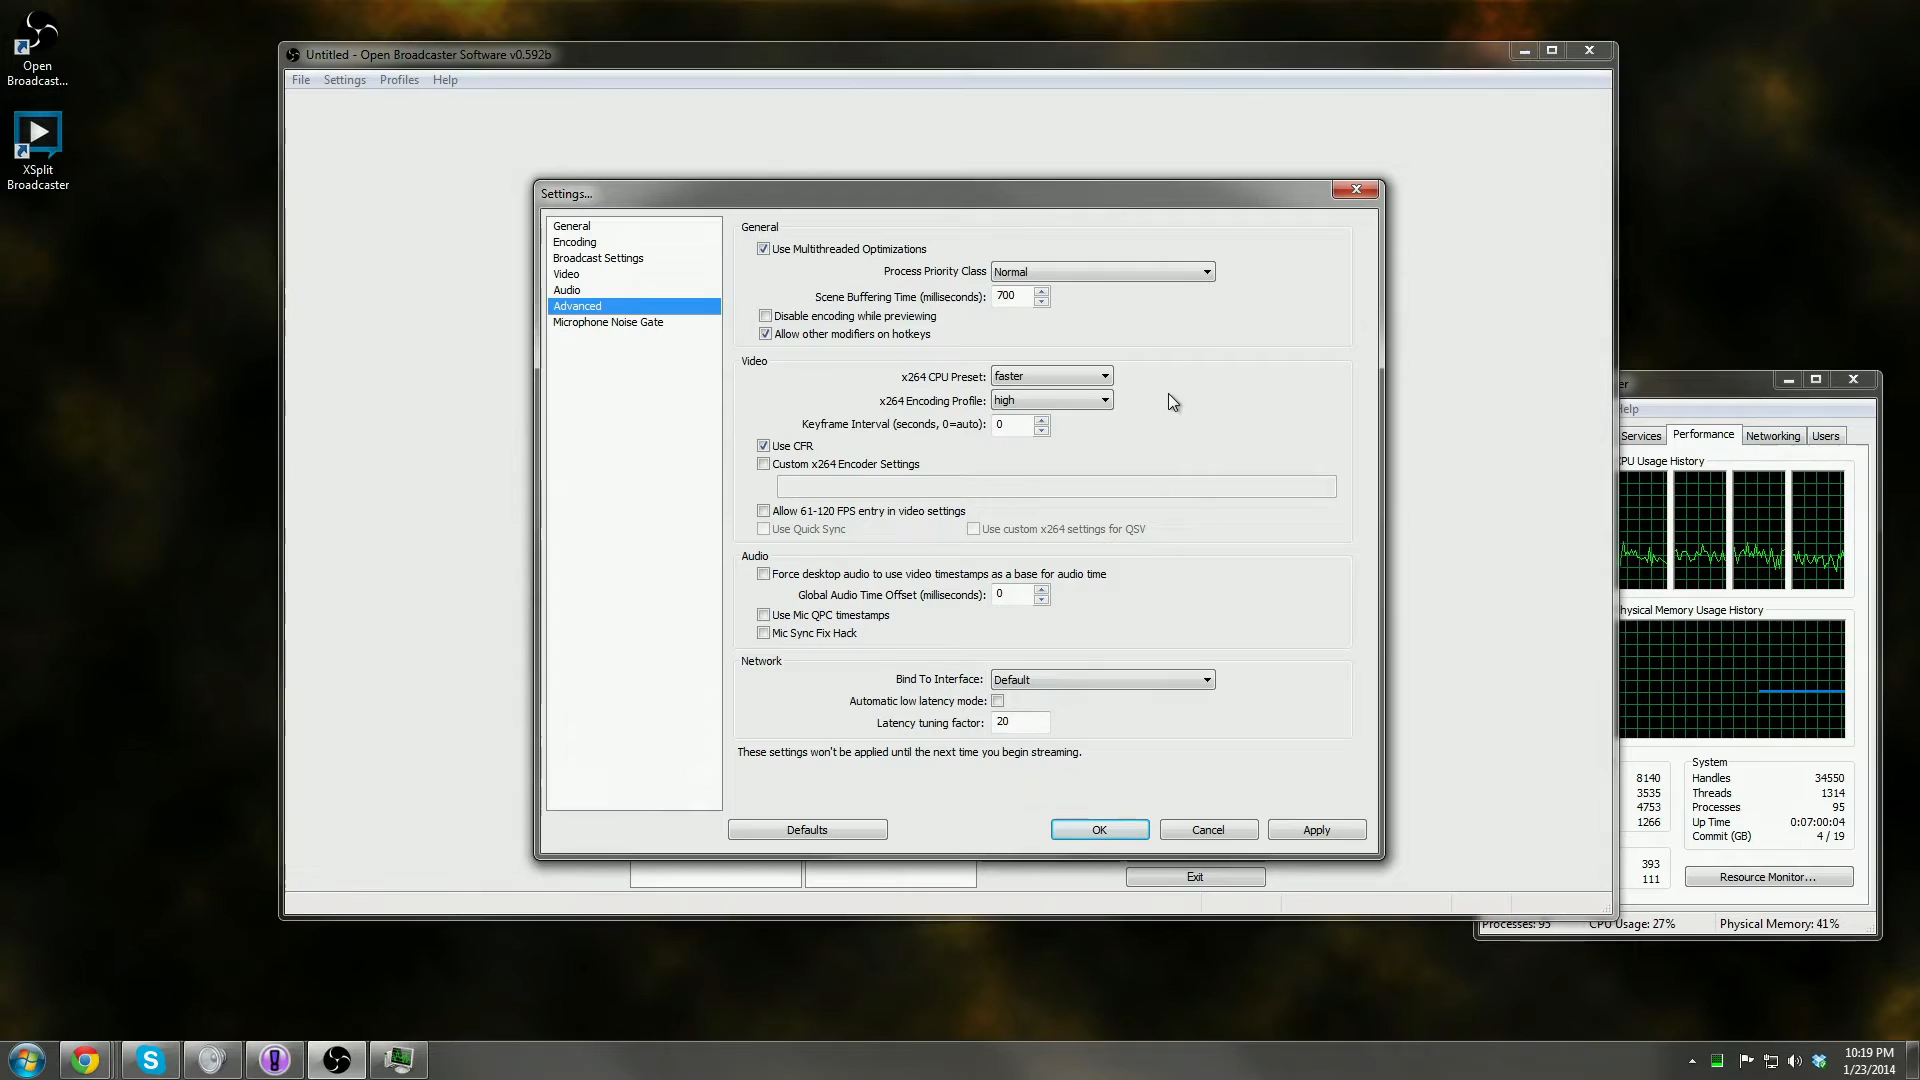 Open
Broadcast...
XSplit
Broadcaster
Untitled - Open Broadcaster Software v0.592b
File Settings Profiles Help
Settings...
General
Encoding
Broadcast Settings
Video
Audio
Advanced
Microphone Noise Gate
General
Use Multithreaded Optimizations
Process Priority Class Normal
Scene Buffering Time (milliseconds): 700
Disable encoding while previewing
Allow other modifiers on hotkeys
Video
x264 CPU Preset: faster
x264 Encoding Profile: high
Keyframe Interval (seconds, 0=auto): 0
Use CFR
Custom x264 Encoder Settings
Allow 61-120 FPS entry in video settings
Use Quick Sync Use custom x264 settings for QSV
Audio
Force desktop audio to use video timestamps as a base for audio time
Global Audio Time Offset (milliseconds): 0
Use Mic QPC timestamps
Mic Sync Fix Hack
Network
Bind To Interface: Default
Automatic low latency mode:
Latency tuning factor: 20
These settings won't be applied until the next time you begin streaming.
Defaults OK Cancel Apply
Exit
er
Help
Services Performance Networking Users
CPU Usage History
hysical Memory Usage History
System
8140 Handles 34550
3535 Threads 1314
4753 Processes 95
1266 Up Time 0:07:00:04
Commit (GB) 4 / 19
393
111 Resource Monitor...
Processes: 95 CPU Usage: 27% Physical Memory: 41%
10:19 PM
1/23/2014